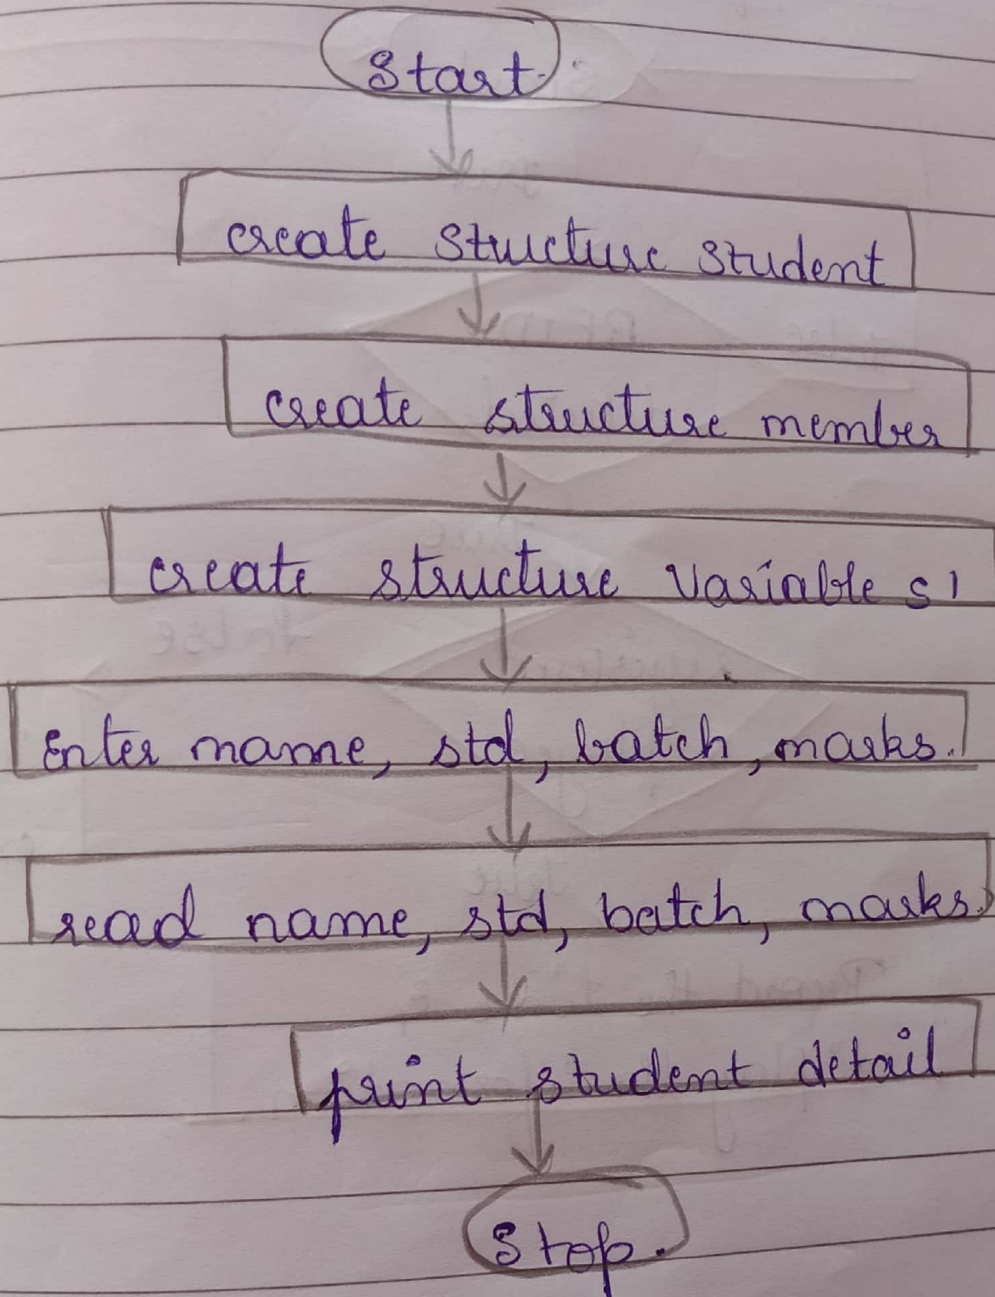 Start.
create structure student
create structure member
create structure variable s1
Enter name, std, batch, marks.
read name, std, batch, marks.
print student detail
Stop.